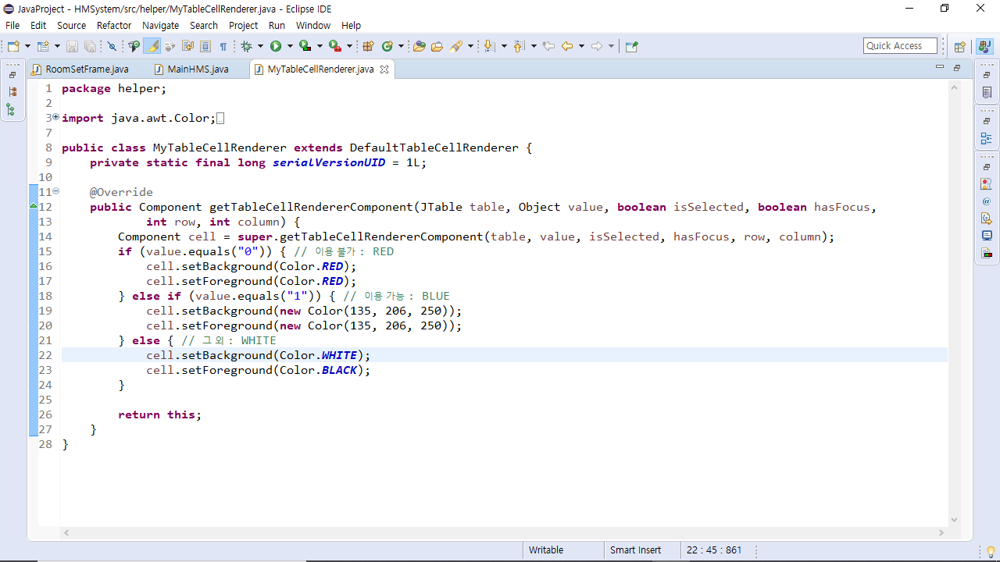 JavaProject - HMSystem/src/helper/MyTableCellRenderer.java - Eclipse IDE
File Edit Source Refactor Navigate Search Project Run Window Help
Quick Access
RoomSetFrame.java MainHMS.java MyTableCellRenderer.java
1 package helper;
2
3 import java.awt.Color;
7
8 public class MyTableCellRenderer extends DefaultTableCellRenderer {
9     private static final long serialVersionUID = 1L;
10
11     @Override
12     public Component getTableCellRendererComponent(JTable table, Object value, boolean isSelected, boolean hasFocus,
13             int row, int column) {
14         Component cell = super.getTableCellRendererComponent(table, value, isSelected, hasFocus, row, column);
15         if (value.equals("0")) { // 이용 불가 : RED
16             cell.setBackground(Color.RED);
17             cell.setForeground(Color.RED);
18         } else if (value.equals("1")) { // 이용 가능 : BLUE
19             cell.setBackground(new Color(135, 206, 250));
20             cell.setForeground(new Color(135, 206, 250));
21         } else { // 그 외 : WHITE
22             cell.setBackground(Color.WHITE);
23             cell.setForeground(Color.BLACK);
24         }
25
26         return this;
27     }
28 }
Writable Smart Insert 22 : 45 : 861